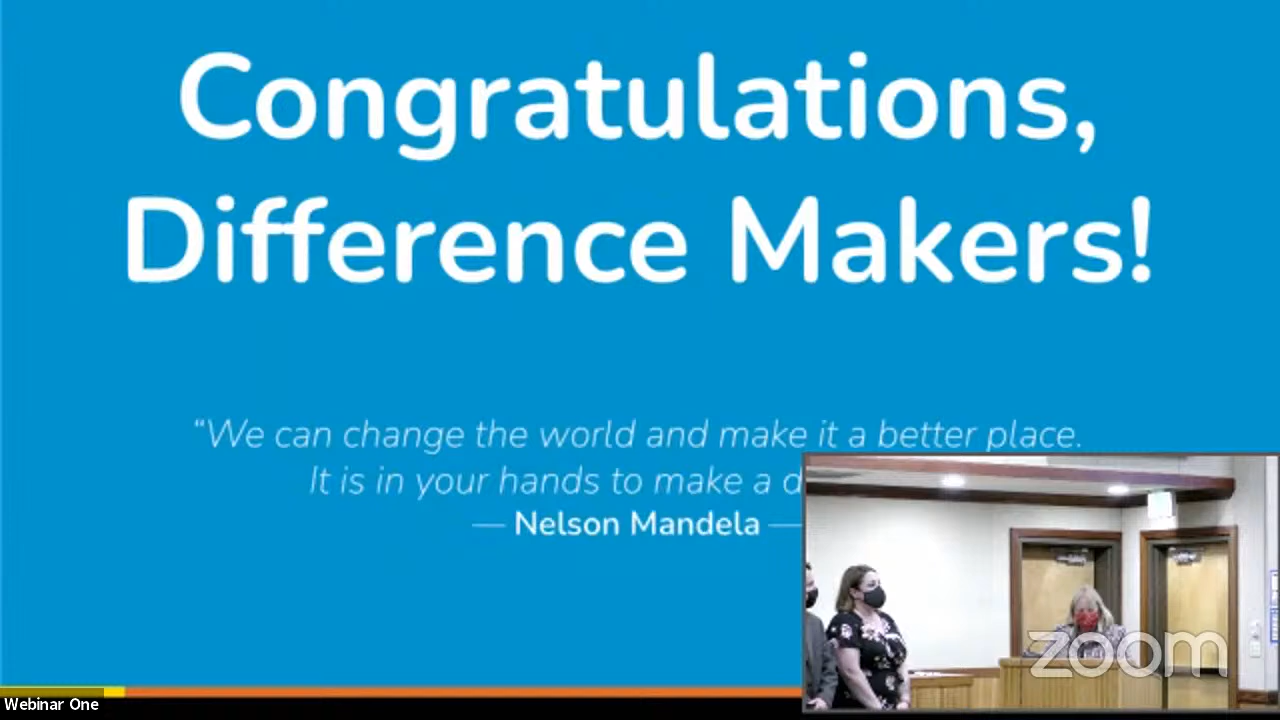 Congratulations,
Difference Makers!
“We can change the world and make it a better place.
It is in your hands to make a d
— Nelson Mandela —
zoom
Webinar One